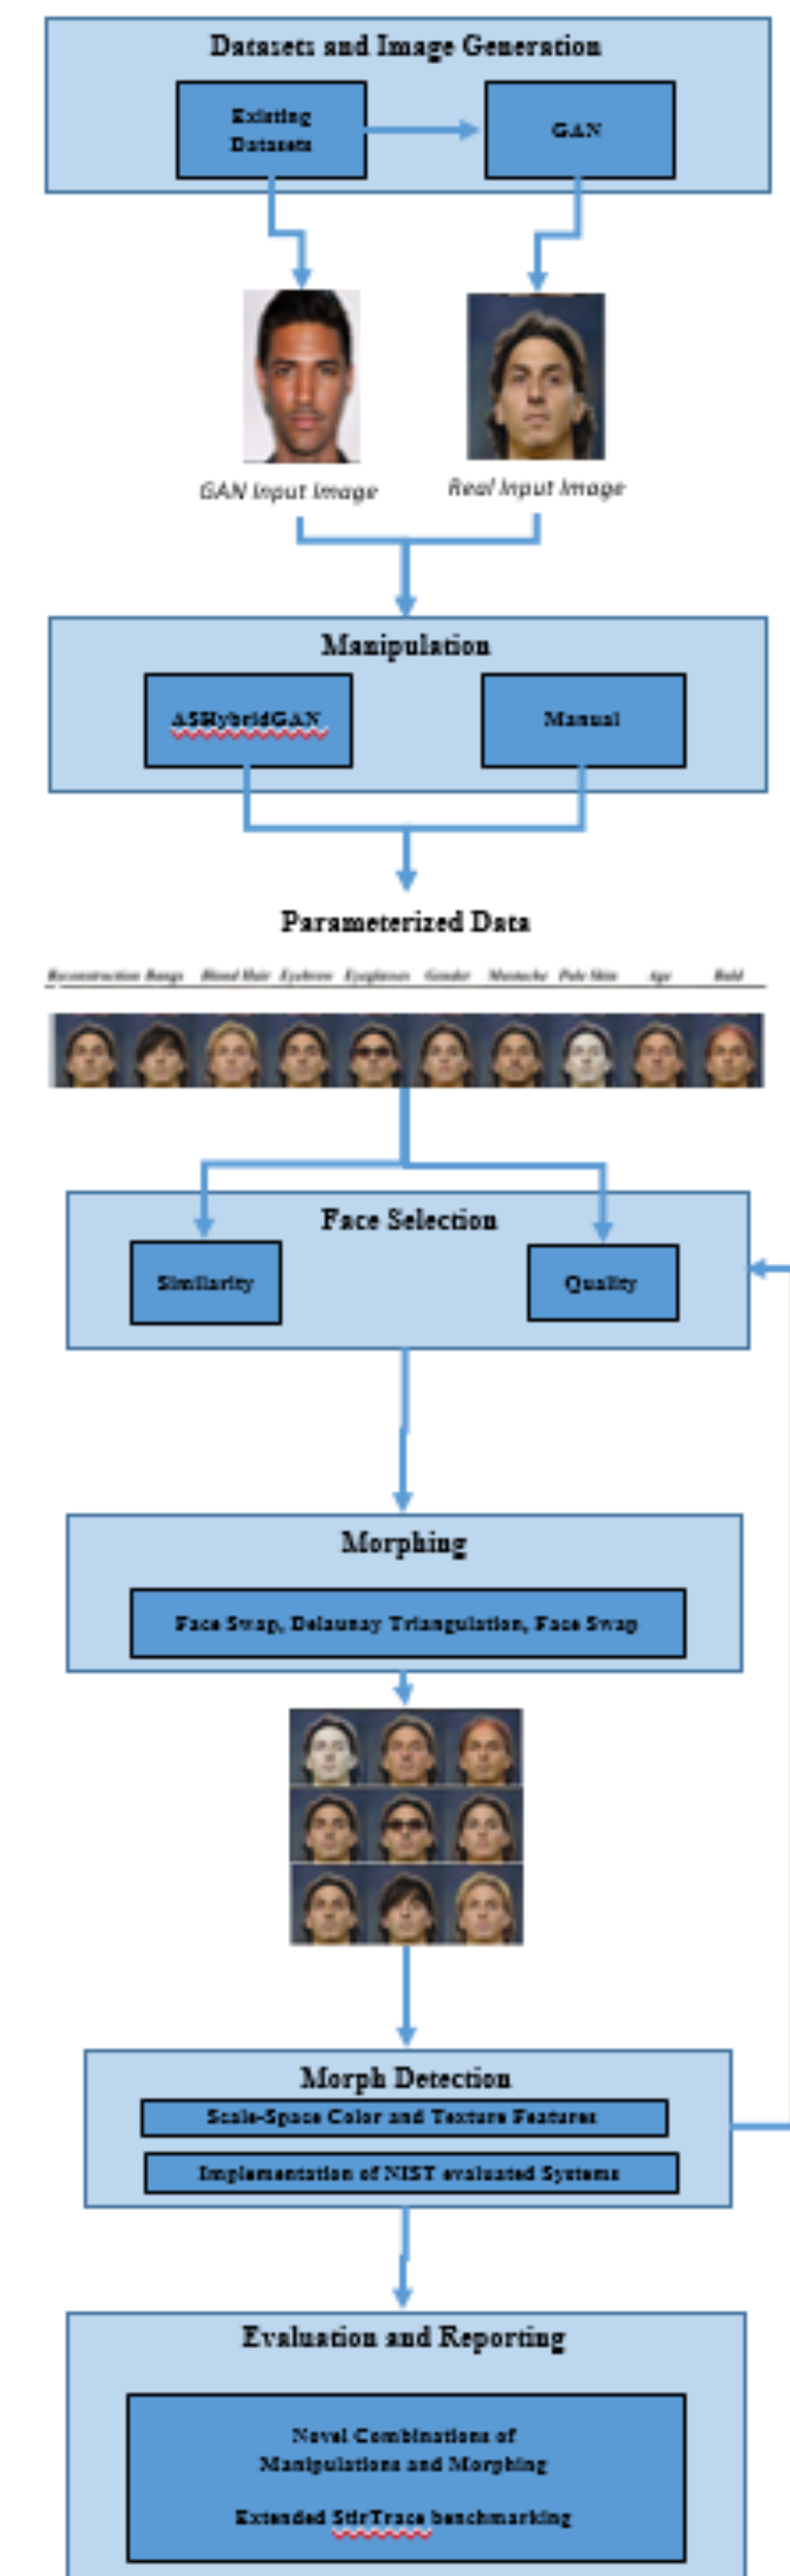 Datasets and Image Generation
Existing
Datasets
GAN
GAN Input Image
Real Input Image
Manipulation
ASHybridGAN
Manual
Parameterized Data
Reconstruction Bangs Blond Hair Eyebrow Eyeglasses Gender Mustache Pale Skin Age Bald
Face Selection
Similarity
Quality
Morphing
Face Swap, Delaunay Triangulation, Face Swap
Morph Detection
Scale-Space Color and Texture Features
Implementation of NIST evaluated Systems
Evaluation and Reporting
Novel Combinations of
Manipulations and Morphing
Extended StirTrace benchmarking